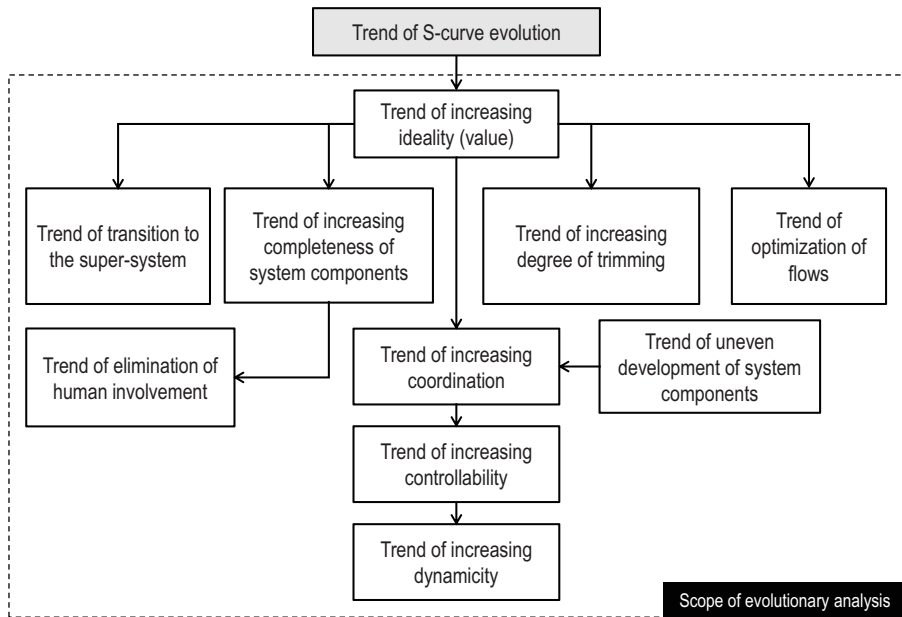 Trend of S-curve evolution
Trend of increasing
ideality (value)
Trend of transition to
the super-system
Trend of increasing
completeness of
system components
Trend of increasing
degree of trimming
Trend of
optimization of
flows
Trend of elimination of
human involvement
Trend of increasing
coordination
Trend of uneven
development of system
components
Trend of increasing
controllability
Trend of increasing
dynamicity
Scope of evolutionary analysis